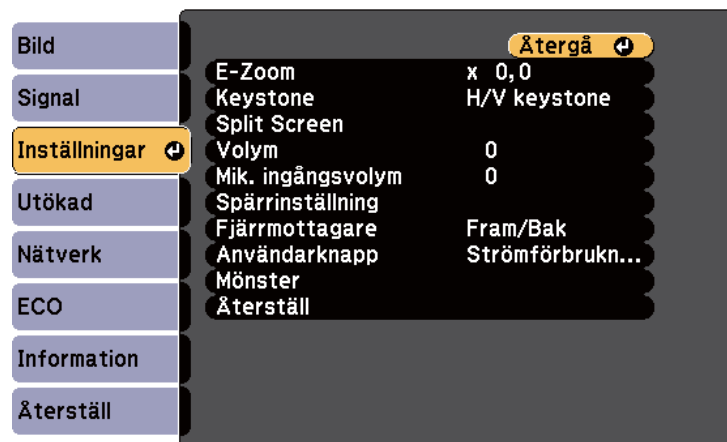 Bild
Signal
Inställningar
Utökad
Nätverk
ECO
Information
Återställ
Återgå
E-Zoom x 0,0
Keystone H/V keystone
Split Screen
Volym 0
Mik. ingångsvolym 0
Spärrinställning
Fjärrmottagare Fram/Bak
Användarknapp Strömförbrukn...
Mönster
Återställ